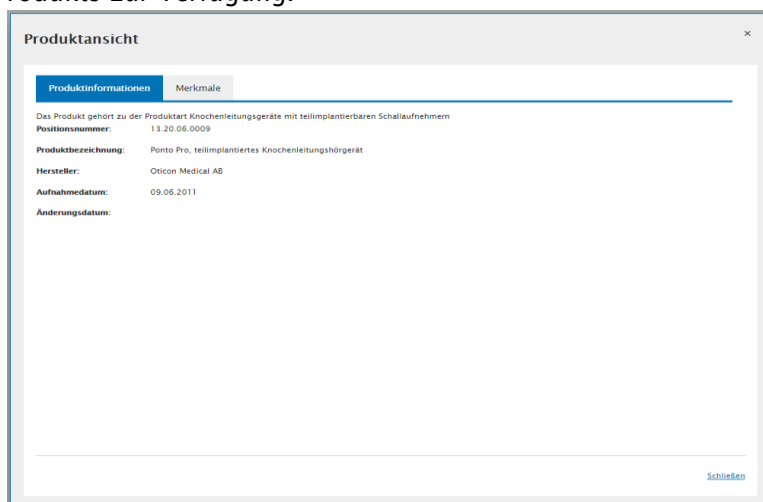 rodukte zur Verfügung.
Produktansicht ×
Produktinformationen Merkmale
Das Produkt gehört zu der Produktart Knochenleitungsgeräte mit teilimplantierbaren Schallaufnehmern
Positionsnummer: 13.20.06.0009
Produktbezeichnung: Ponto Pro, teilimplantiertes Knochenleitungshörgerät
Hersteller: Oticon Medical AB
Aufnahmedatum: 09.06.2011
Änderungsdatum:
Schließen